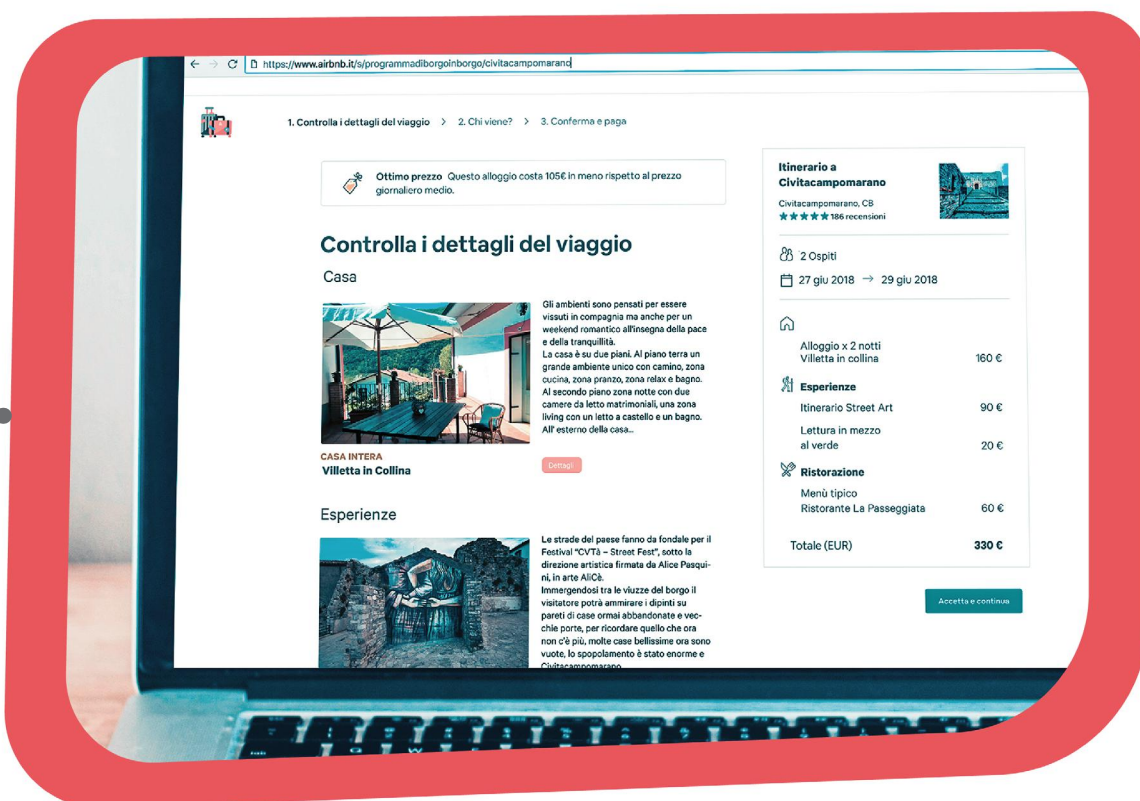 https://www.airbnb.it/s/programmadiborgoinborgo/civitacampomarano
1. Controlla i dettagli del viaggio > 2. Chi viene? > 3. Conferma e paga
Ottimo prezzo Questo alloggio costa 105€ in meno rispetto al prezzo
giornaliero medio.
Controlla i dettagli del viaggio
Casa
Gli ambienti sono pensati per essere
vissuti in compagnia ma anche per un
weekend romantico all'insegna della pace
e della tranquillità.
La casa è su due piani. Al piano terra un
grande ambiente unico con camino, zona
cucina, zona pranzo, zona relax e bagno.
Al secondo piano zona notte con due
camere da letto matrimoniali, una zona
living con un letto a castello e un bagno.
All' esterno della casa...
CASA INTERA
Villetta in Collina
Dettagli
Esperienze
Le strade del paese fanno da fondale per il
Festival "CVTà – Street Fest", sotto la
direzione artistica firmata da Alice Pasqui-
ni, in arte AliCè.
Immergendosi tra le viuzze del borgo il
visitatore potrà ammirare i dipinti su
pareti di case ormai abbandonate e vec-
chie porte, per ricordare quello che ora
non c'è più, molte case bellissime ora sono
vuote, lo spopolamento è stato enorme e
Civitacampomarano
Itinerario a
Civitacampomarano
Civitacampomarano, CB
★★★★★ 186 recensioni
2 Ospiti
27 giu 2018 → 29 giu 2018
Alloggio x 2 notti
Villetta in collina 160 €
Esperienze
Itinerario Street Art 90 €
Lettura in mezzo
al verde 20 €
Ristorazione
Menù tipico
Ristorante La Passeggiata 60 €
Totale (EUR) 330 €
Accetta e continua